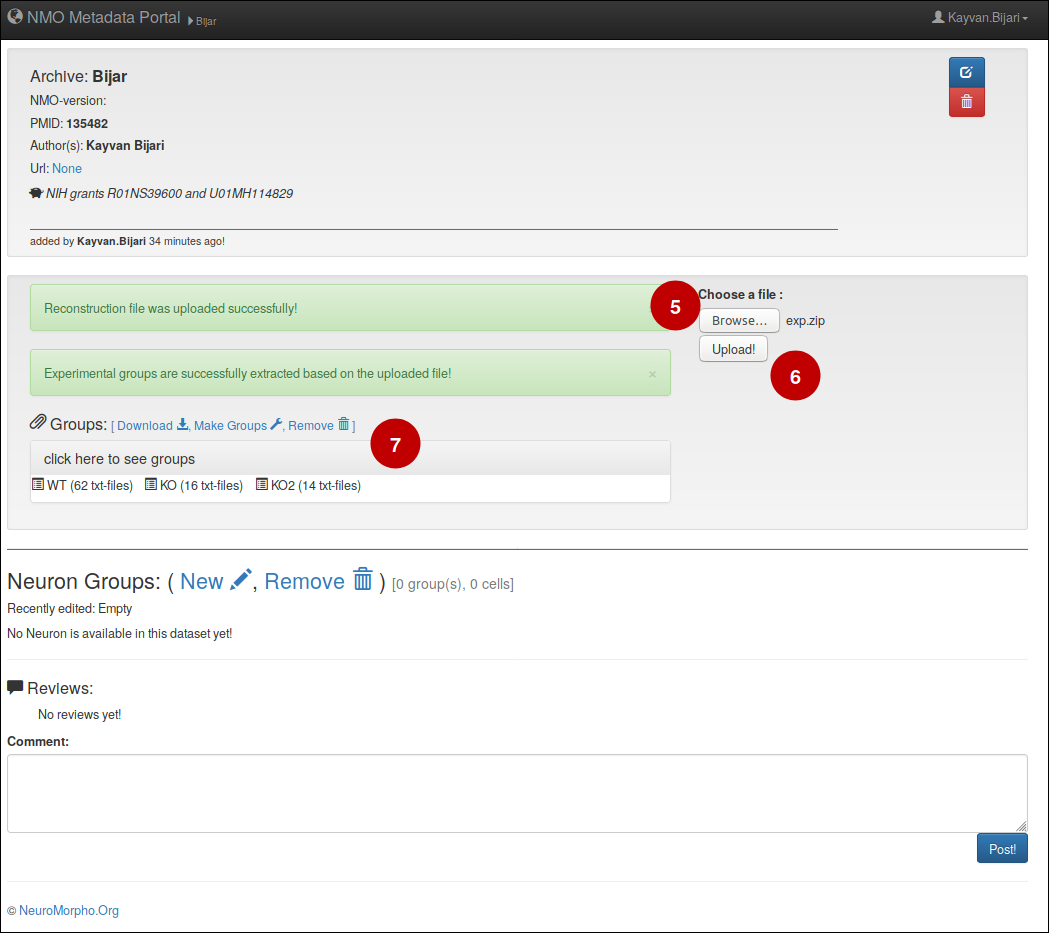 NMO Metadata Portal Bijar
Kayvan.Bijari
Archive: Bijar
NMO-version:
PMID: 135482
Author(s): Kayvan Bijari
Url: None
NIH grants R01NS39600 and U01MH114829
added by Kayvan.Bijari 34 minutes ago!
Reconstruction file was uploaded successfully!
5
Choose a file :
Browse... exp.zip
Upload!
6
Experimental groups are successfully extracted based on the uploaded file! ×
Groups: [ Download , Make Groups , Remove ]
7
click here to see groups
WT (62 txt-files) KO (16 txt-files) KO2 (14 txt-files)
Neuron Groups: ( New , Remove ) [0 group(s), 0 cells]
Recently edited: Empty
No Neuron is available in this dataset yet!
Reviews:
No reviews yet!
Comment:
Post!
© NeuroMorpho.Org